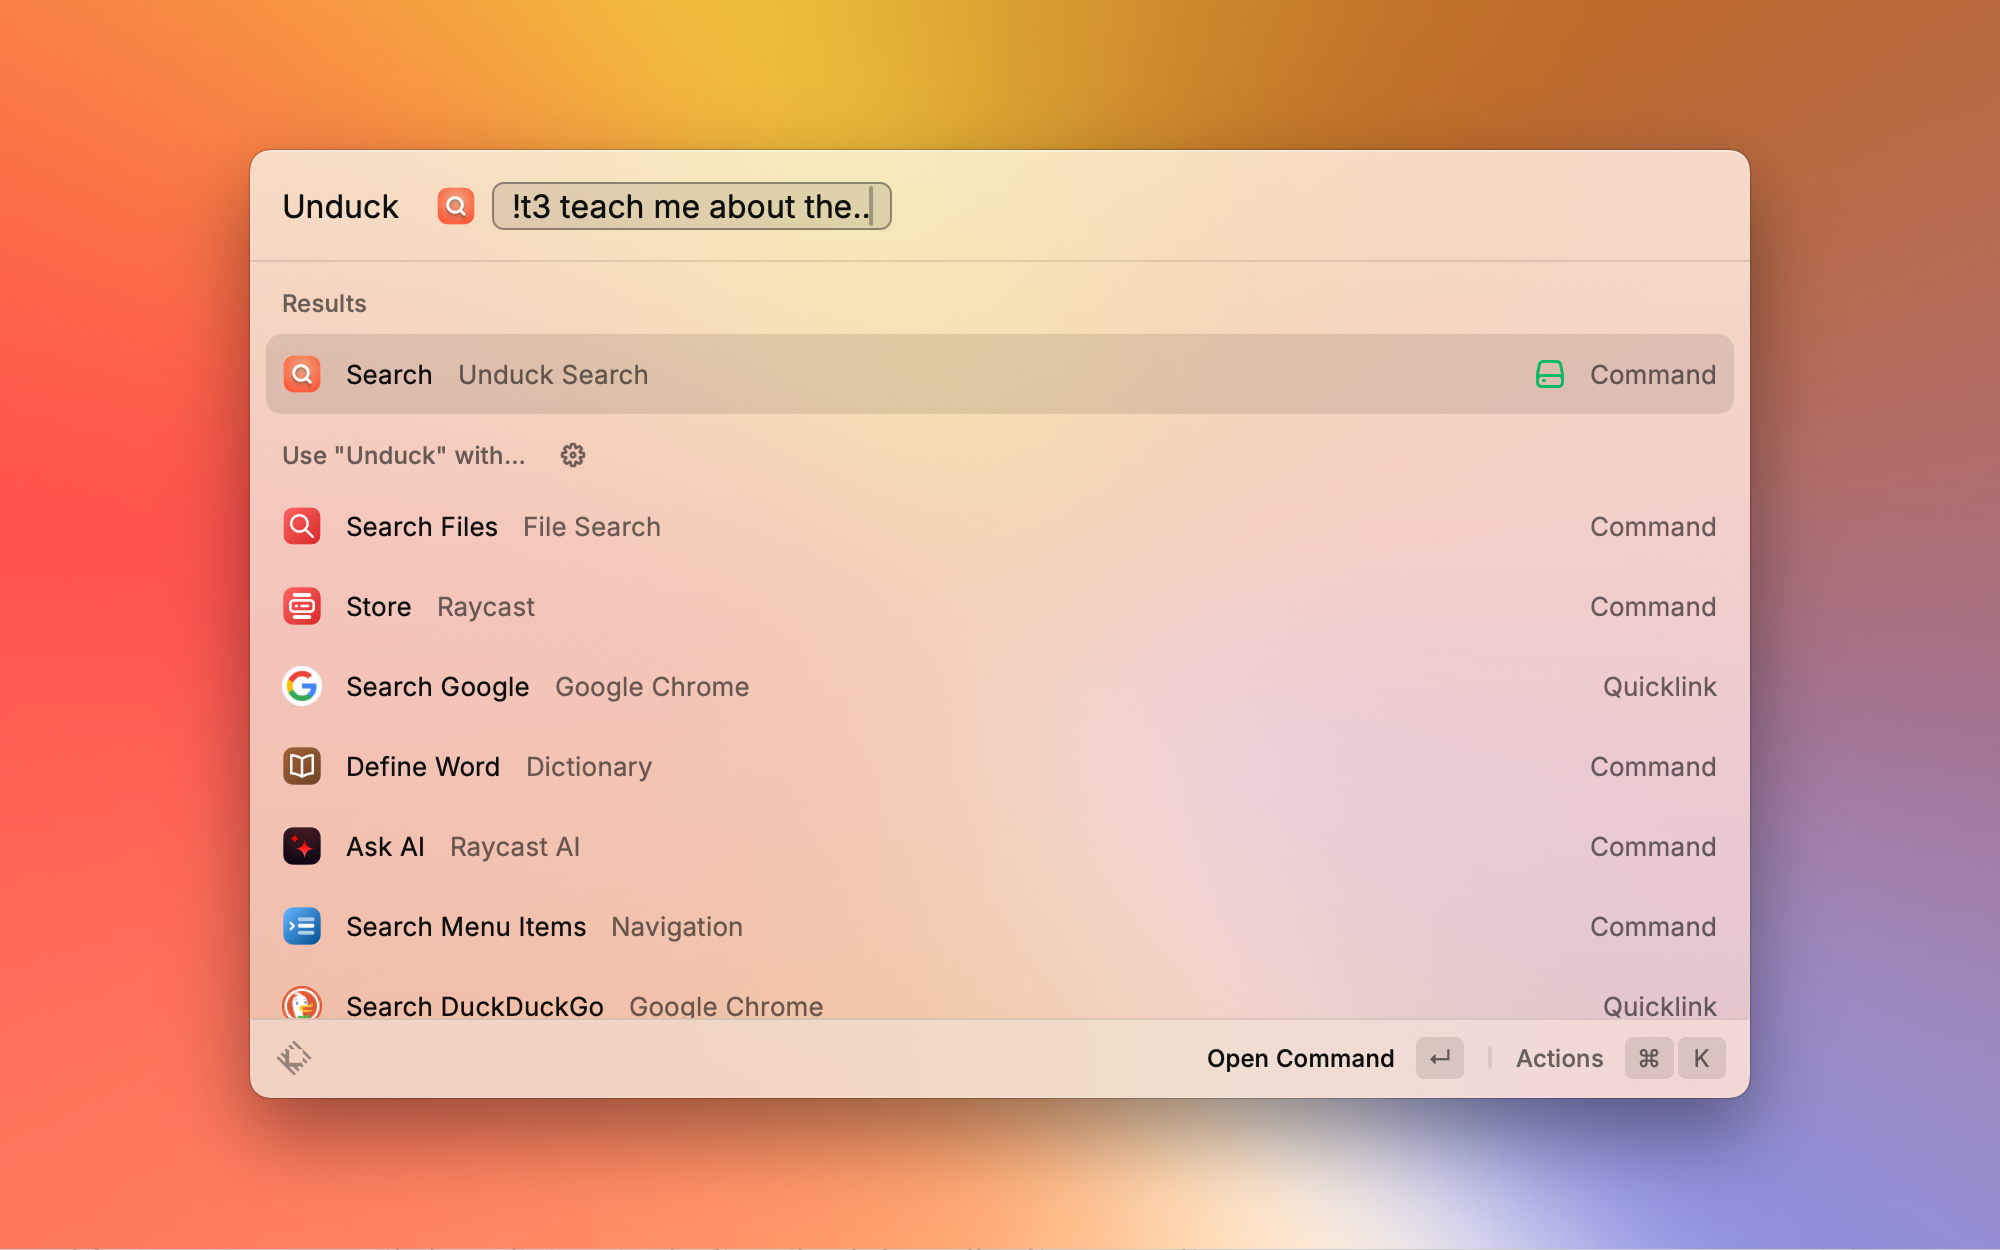 Unduck !t3 teach me about the..
Results
Search Unduck Search Command
Use "Unduck" with...
Search Files File Search Command
Store Raycast Command
Search Google Google Chrome Quicklink
Define Word Dictionary Command
Ask AI Raycast AI Command
Search Menu Items Navigation Command
Search DuckDuckGo Google Chrome Quicklink
Open Command ↵ Actions ⌘ K